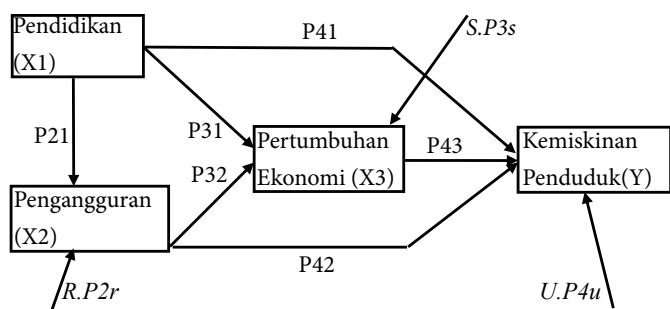 Pendidikan
(X1)
P41
S.P3s
P21
P31
Pertumbuhan
Ekonomi (X3)
P43
Kemiskinan
Penduduk(Y)
P32
Pengangguran
(X2)
P42
R.P2r
U.P4u